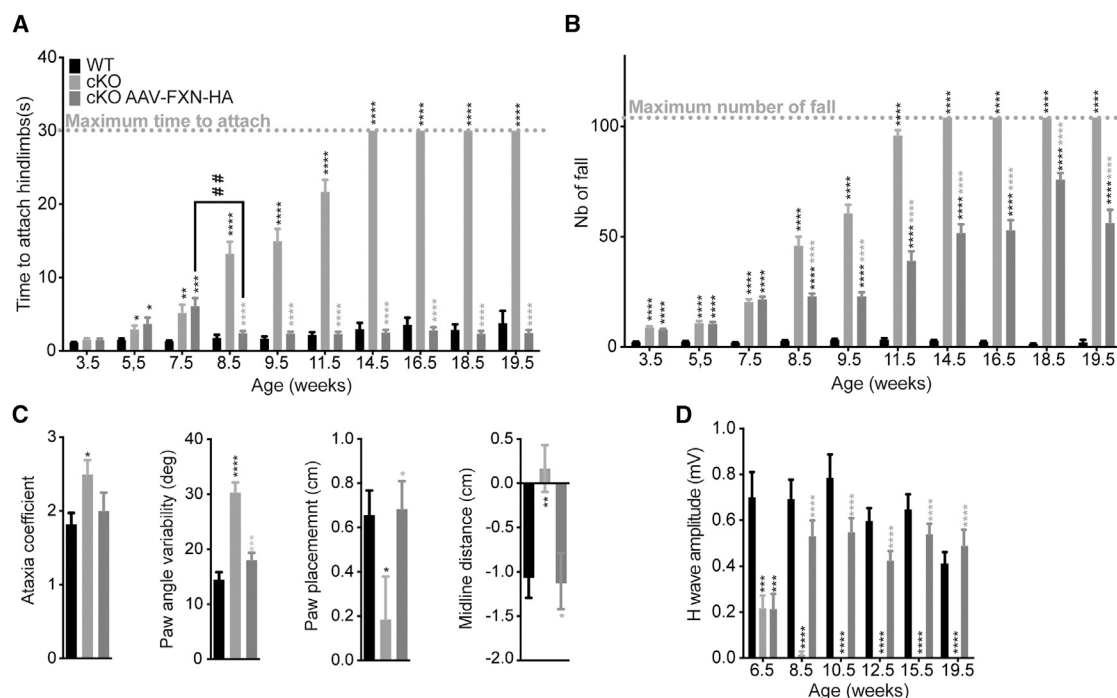 A
Time to attach hindlimbs(s)
40
30
20
10
0
WT
cKO
cKO AAV-FXN-HA
Maximum time to attach
##
* * ** *** **** **** **** **** **** **** **** **** **** **** **** **** ****
3.5 5,5 7.5 8.5 9.5 11.5 14.5 16.5 18.5 19.5
Age (weeks)
B
Nb of fall
100
50
0
Maximum number of fall
**** **** **** **** **** **** **** **** **** **** **** **** **** **** **** **** **** **** **** **** **** **** **** **** **** **** ****
3.5 5,5 7.5 8.5 9.5 11.5 14.5 16.5 18.5 19.5
Age (weeks)
C
Ataxia coefficient
3
2
1
0
*
Paw angle variability (deg)
40
30
20
10
0
****
***
Paw placememnt (cm)
1.0
0.8
0.6
0.4
0.2
0.0
*
*
Midline distance (cm)
0.5
0.0
-0.5
-1.0
-1.5
-2.0
**
*
D
H wave amplitude (mV)
1.0
0.8
0.6
0.4
0.2
0.0
*** *** **** **** **** **** **** **** **** **** **** ****
6.5 8.5 10.5 12.5 15.5 19.5
Age (weeks)